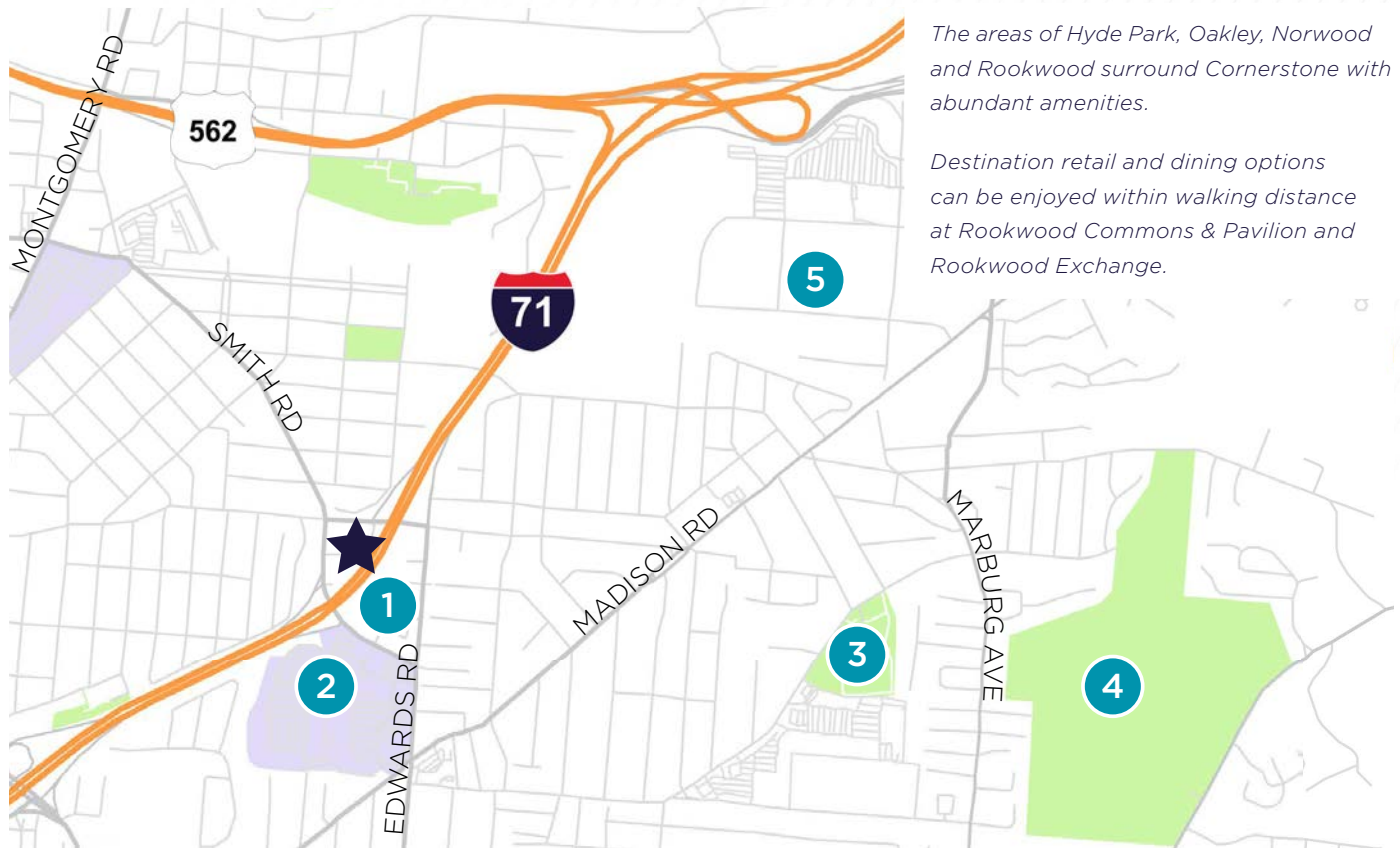 The areas of Hyde Park, Oakley, Norwood
and Rookwood surround Cornerstone with
abundant amenities.
Destination retail and dining options
can be enjoyed within walking distance
at Rookwood Commons & Pavilion and
Rookwood Exchange.
MONTGOMERY RD
562
71
5
SMITH RD
MADISON RD
MARBURG AVE
1
2
3
4
EDWARDS RD